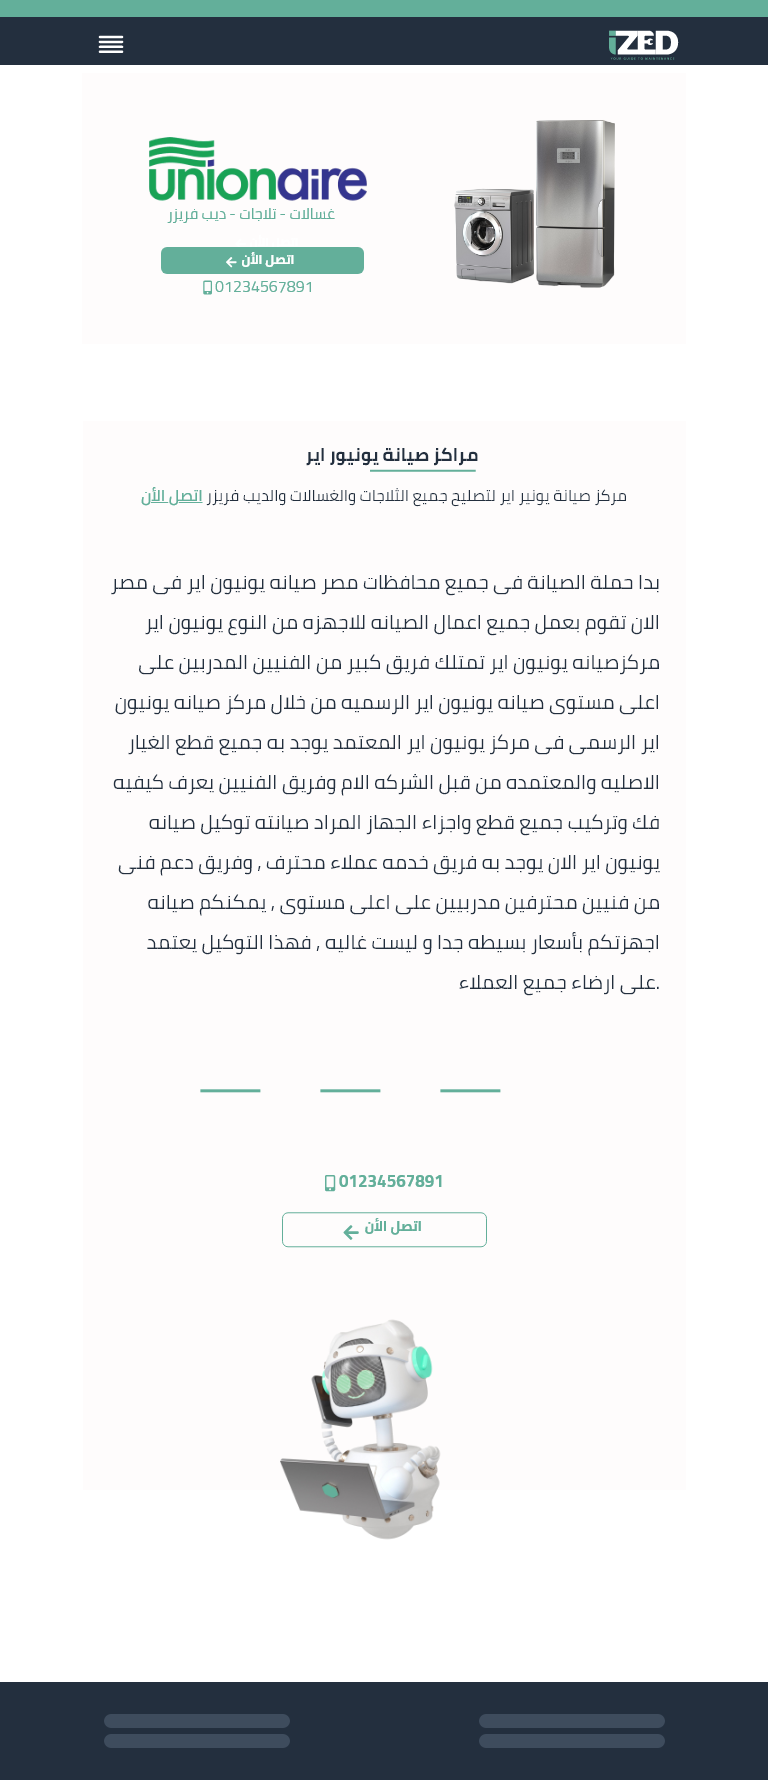 iZED
YOUR GUIDE TO MAINTENANCE
unionaire
غسالات - تلاجات - ديب فريزر
اتصل الأن
01234567891
مراكز صيانة يونيور اير
مركز صيانة يونير اير لتصليح جميع الثلاجات والغسالات والديب فريزر اتصل الأن
بدا حملة الصيانة فى جميع محافظات مصر صيانه يونيون اير فى مصر
الان تقوم بعمل جميع اعمال الصيانه للاجهزه من النوع يونيون اير
مركزصيانه يونيون اير تمتلك فريق كبير من الفنيين المدربين على
اعلى مستوى صيانه يونيون اير الرسميه من خلال مركز صيانه يونيون
اير الرسمى فى مركز يونيون اير المعتمد يوجد به جميع قطع الغيار
الاصليه والمعتمده من قبل الشركه الام وفريق الفنيين يعرف كيفيه
فك وتركيب جميع قطع واجزاء الجهاز المراد صيانته توكيل صيانه
يونيون اير الان يوجد به فريق خدمه عملاء محترف , وفريق دعم فنى
من فنيين محترفين مدربيين على اعلى مستوى , يمكنكم صيانه
اجهزتكم بأسعار بسيطه جدا و ليست غاليه , فهذا التوكيل يعتمد
.على ارضاء جميع العملاء
01234567891
اتصل الأن